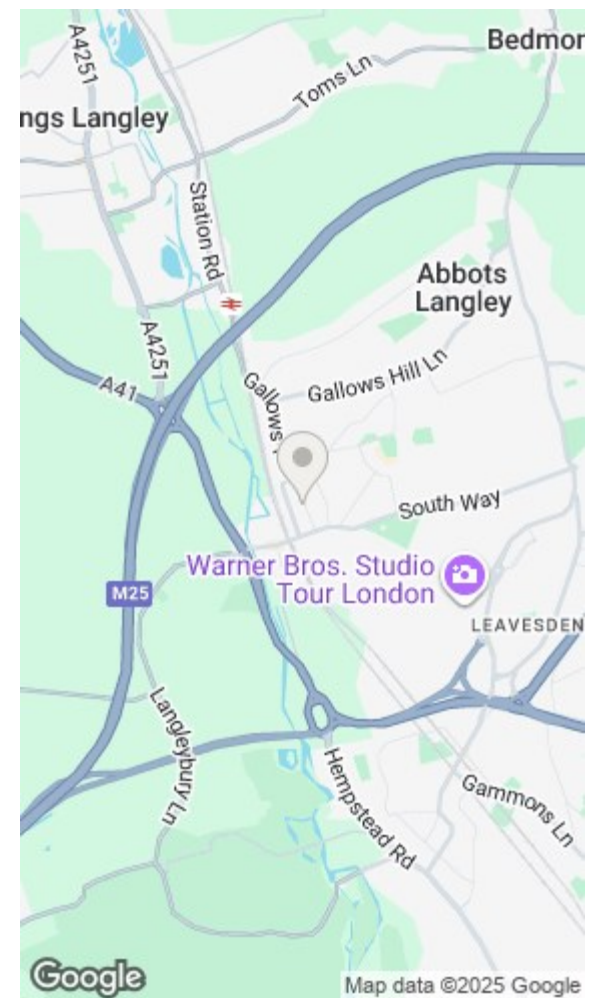 A4251
Bedmor
Toms Ln
ngs Langley
Station Rd
Abbots
Langley
A4251
A41
Gallows Hill Ln
Gallows
South Way
Warner Bros. Studio
Tour London
M25
LEAVESDEN
Langleybury Ln
Hempstead Rd
Gammons Ln
Google
Map data ©2025 Google